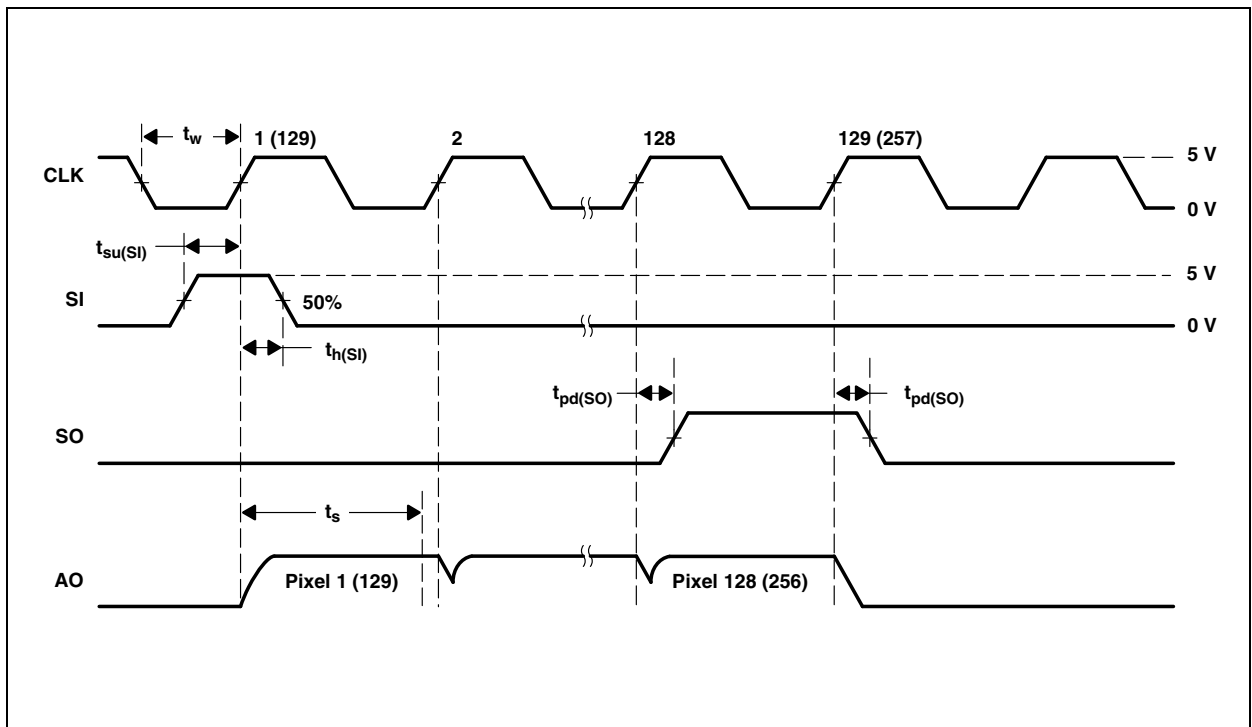 tw
1 (129)
2
128
129 (257)
5 V
CLK
0 V
tsu(SI)
5 V
SI
50%
0 V
th(SI)
tpd(SO)
tpd(SO)
SO
ts
AO
Pixel 1 (129)
Pixel 128 (256)